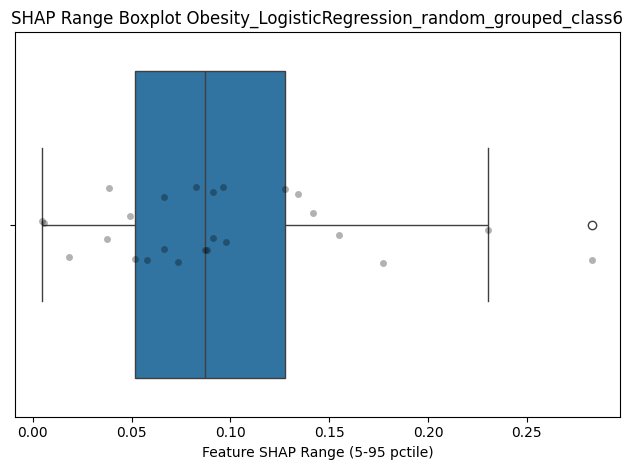 SHAP Range Boxplot Obesity_LogisticRegression_random_grouped_class6
0.00 0.05 0.10 0.15 0.20 0.25
Feature SHAP Range (5-95 pctile)